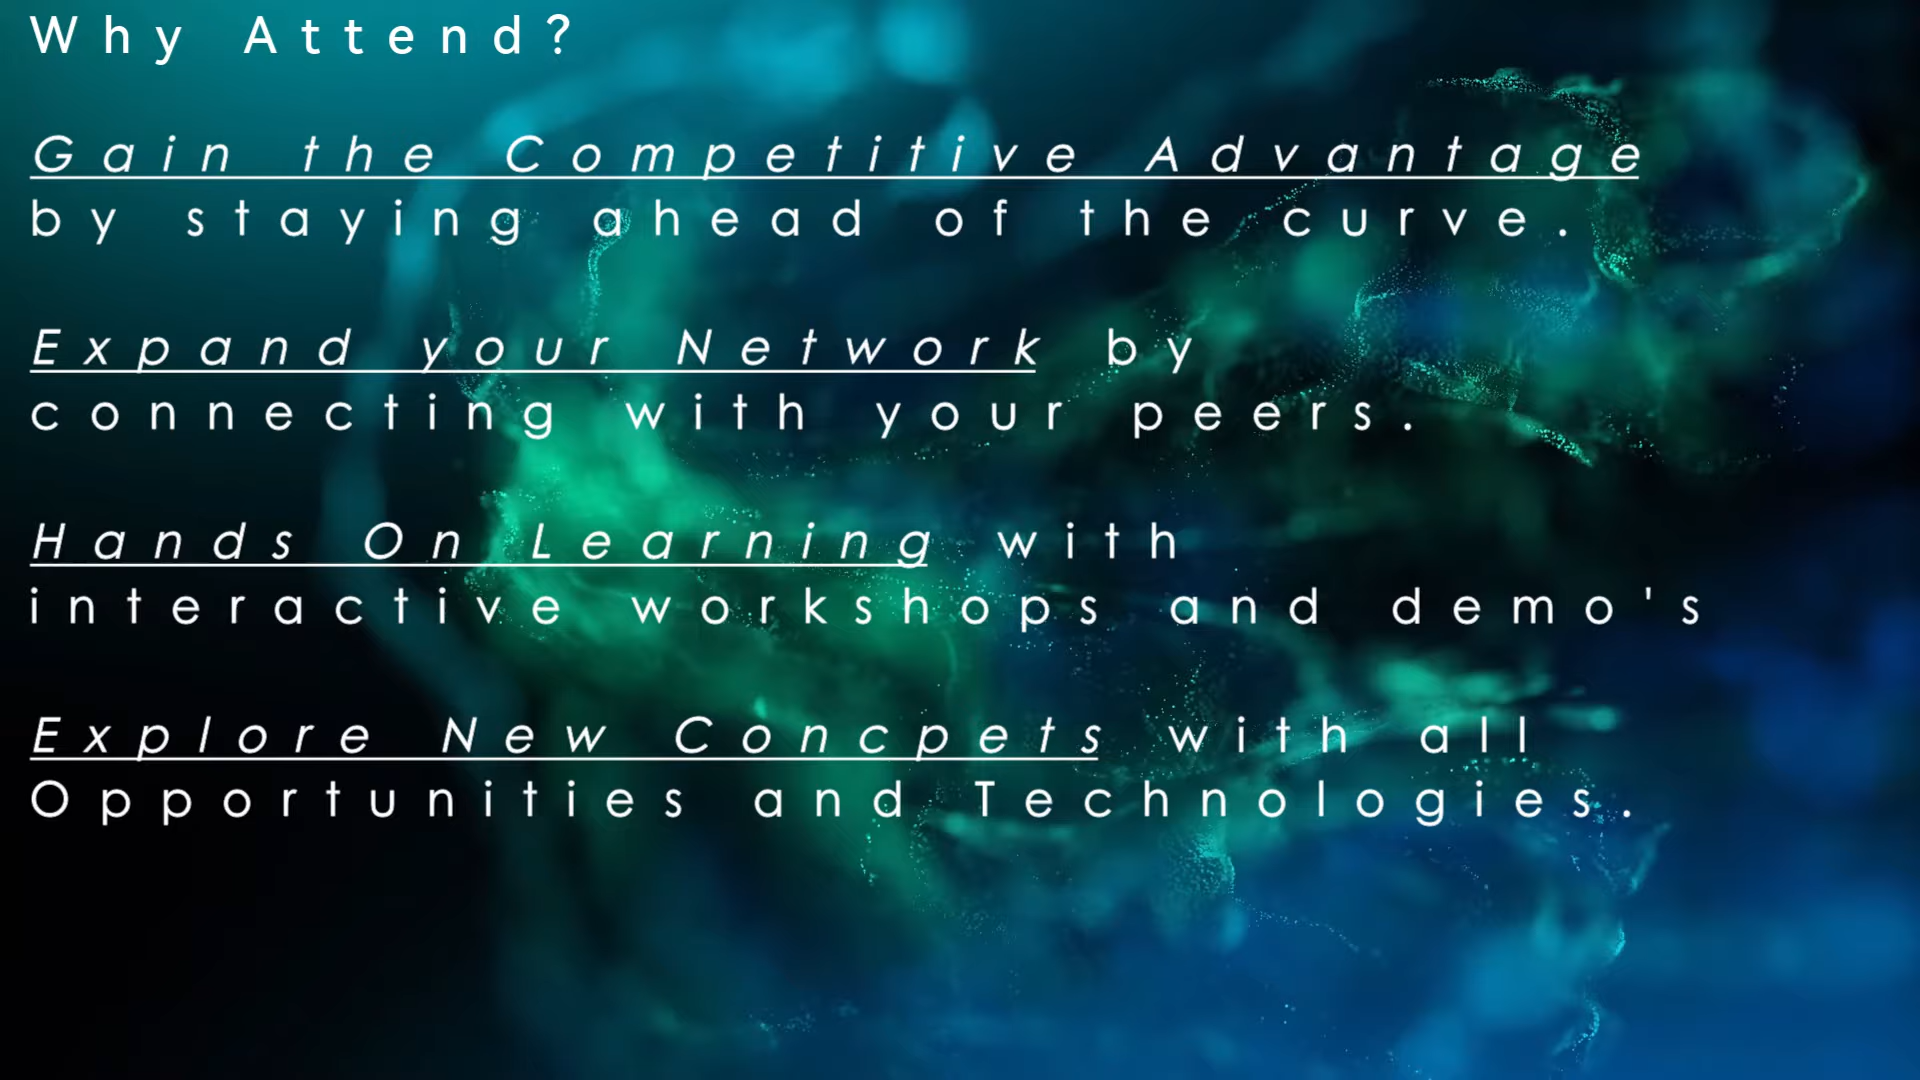 Why Attend?
Gain the Competitive Advantage
by staying ahead of the curve.
Expand your Network by
connecting with your peers.
Hands On Learning with
interactive workshops and demo's
Explore New Concpets with all
Opportunities and Technologies.